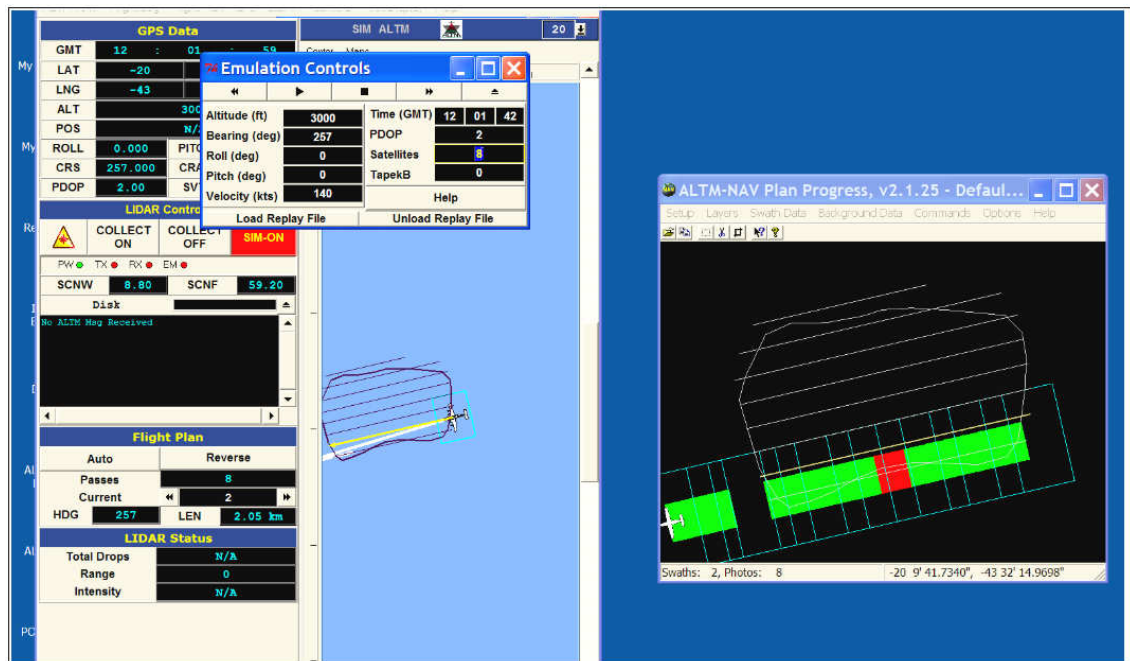 GPS Data
GMT 12 : 01 : 59
LAT -20
LNG -43
ALT
POS
ROLL 0.000
CRS 257.000
PDOP 2.00
LIDAR
COLLECT ON
COLLECT OFF
SIM-ON
PW TX RX EM
SCNW 8.80 SCNF 59.20
Disk
No ALTM Msg Received
Flight Plan
Auto Reverse
Passes 8
Current 2
HDG 257 LEN 2.05 km
LIDAR Status
Total Drops N/A
Range 0
Intensity N/A
SIM ALTM
20
Emulation Controls
Altitude (ft) 3000
Bearing (deg) 257
Roll (deg) 0
Pitch (deg) 0
Velocity (kts) 140
Time (GMT) 12 01 42
PDOP 2
Satellites 8
TapekB 0
Help
Load Replay File
Unload Replay File
ALTM-NAV Plan Progress, v2.1.25 - Defaul...
Setup Layers Swath Data Background Data Commands Options Help
Swaths: 2, Photos: 8
-20 9' 41.7340", -43 32' 14.9698"